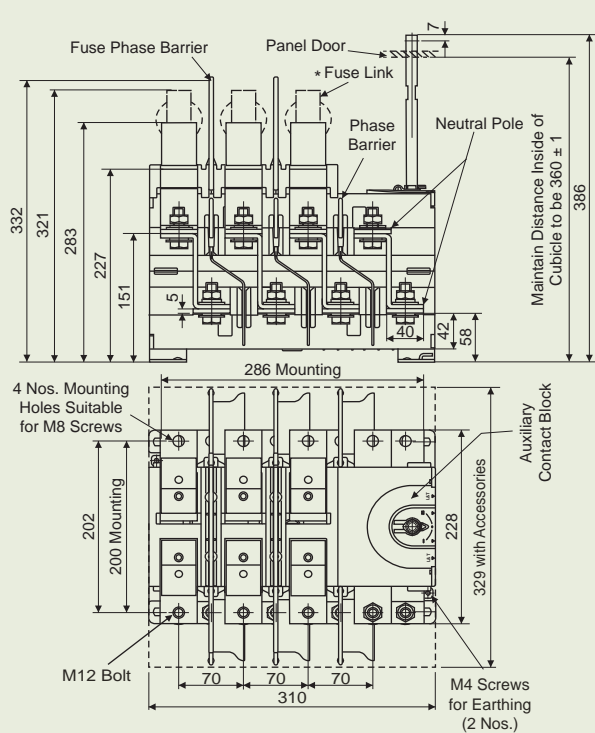 7
Fuse Phase Barrier
Panel Door
* Fuse Link
Phase
Barrier
Neutral Pole
Maintain Distance Inside of
Cubicle to be 360 ± 1
386
332
321
283
227
151
5
40
42
58
286 Mounting
4 Nos. Mounting
Holes Suitable
for M8 Screws
Auxiliary
Contact Block
202
200 Mounting
228
329 with Accessories
M12 Bolt
70
70
70
310
M4 Screws
for Earthing
(2 Nos.)